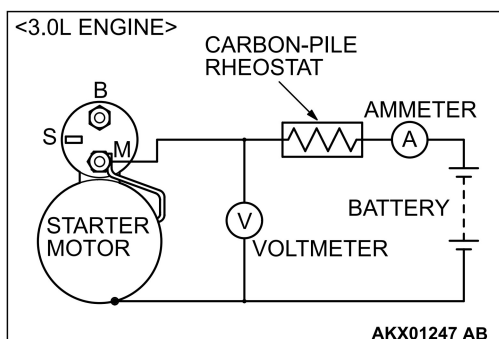 <3.0L ENGINE>
CARBON-PILE
RHEOSTAT
B
AMMETER
S
M
A
BATTERY
STARTER
MOTOR
V
VOLTMETER
AKX01247 AB